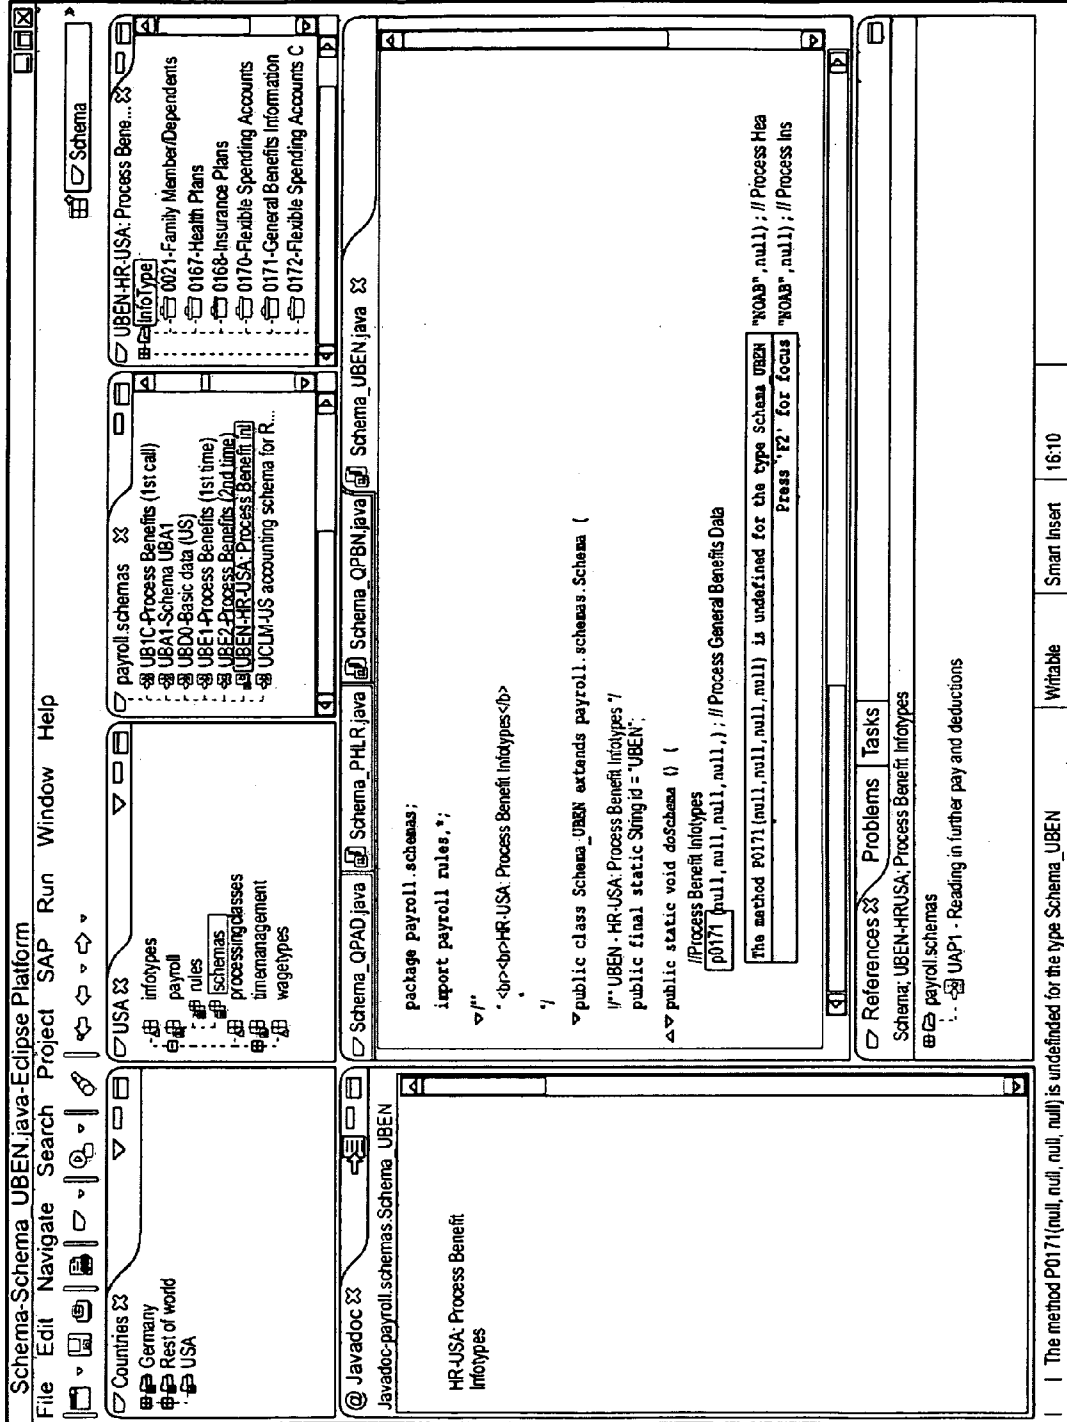 Schema-Schema_UBEN.java-Eclipse Platform
File Edit Navigate Search Project SAP Run Window Help
Schema
Countries
Germany
Rest of world
USA
USA
infotypes
payroll
rules
schemas
processingclasses
timemanagement
wagetypes
payroll.schemas
UB1C-Process Benefits (1st call)
UBA1-Schema UBA1
UBD0-Basic data (US)
UBE1-Process Benefits (1st time)
UBE2-Process Benefits (2nd time)
UBEN-HR-USA: Process Benefit inl
UCLM-US accounting schema for R...
UBEN-HR-USA: Process Bene...
InfoType
0021-Family Member/Dependents
0167-Health Plans
0168-Insurance Plans
0170-Flexible Spending Accounts
0171-General Benefits Information
0172-Flexible Spending Accounts C
@ Javadoc
Javadoc-payroll.schemas.Schema_UBEN
HR-USA: Process Benefit
Infotypes
Schema_QPAD.java Schema_PHLR.java Schema_QPBN.java Schema_UBEN.java
package payroll.schemas;
import payroll rules,*;
/**
* <br><br>HR-USA: Process Benefit Infotypes</b>
*
*/
public class Schema_UBEN extends payroll.schemas.Schema (
!/** UBEN - HR-USA: Process Benefit Infotypes */
public final static String id = "UBEN";
public static void doSchema () (
//Process Benefit Infotypes
p0171 (null,null,null,null,) ; // Process General Benefits Data
"NOAB",null) ; // Process Hea
The method P0171(null,null,null,null) is undefined for the type Schema UBEN
"NOAB",null) ; // Process Ins
Press 'F2' for focus
References Problems Tasks
Schema; UBEN-HRUSA; Process Benefit Infotypes
payroll.schemas
UAP1 - Reading in further pay and deductions
The method P0171(null, null, null, null) is undefinded for the type Schema_UBEN Writable Smart Insert 16:10